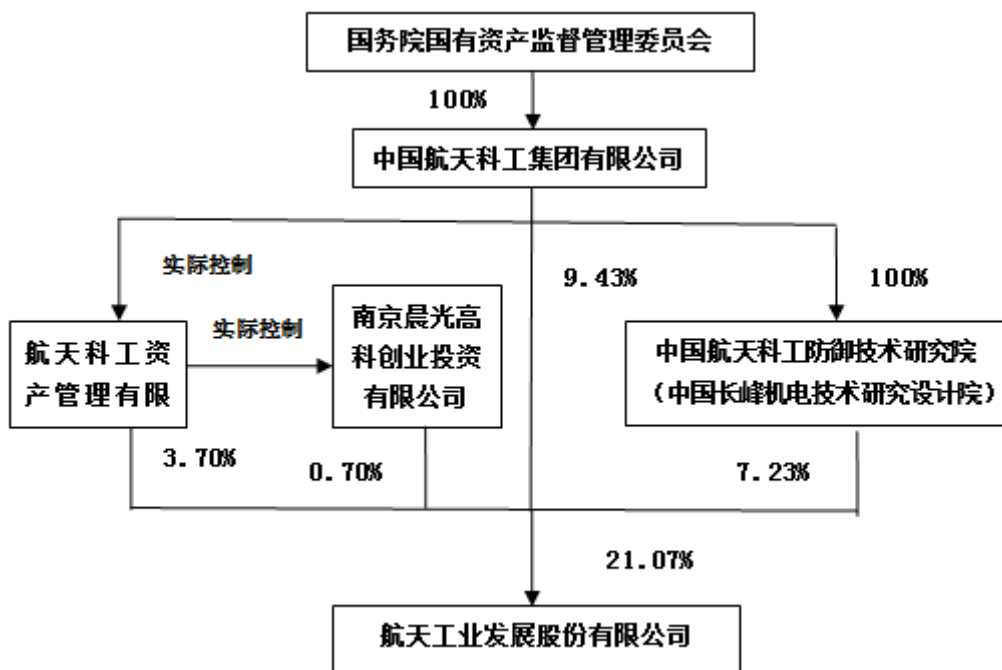 国务院国有资产监督管理委员会
100%
中国航天科工集团有限公司
实际控制
9.43%
100%
实际控制
南京晨光高
科创业投资
有限公司
航天科工资
产管理有限
中国航天科工防御技术研究院
（中国长峰机电技术研究设计院）
3.70%
0.70%
7.23%
21.07%
航天工业发展股份有限公司